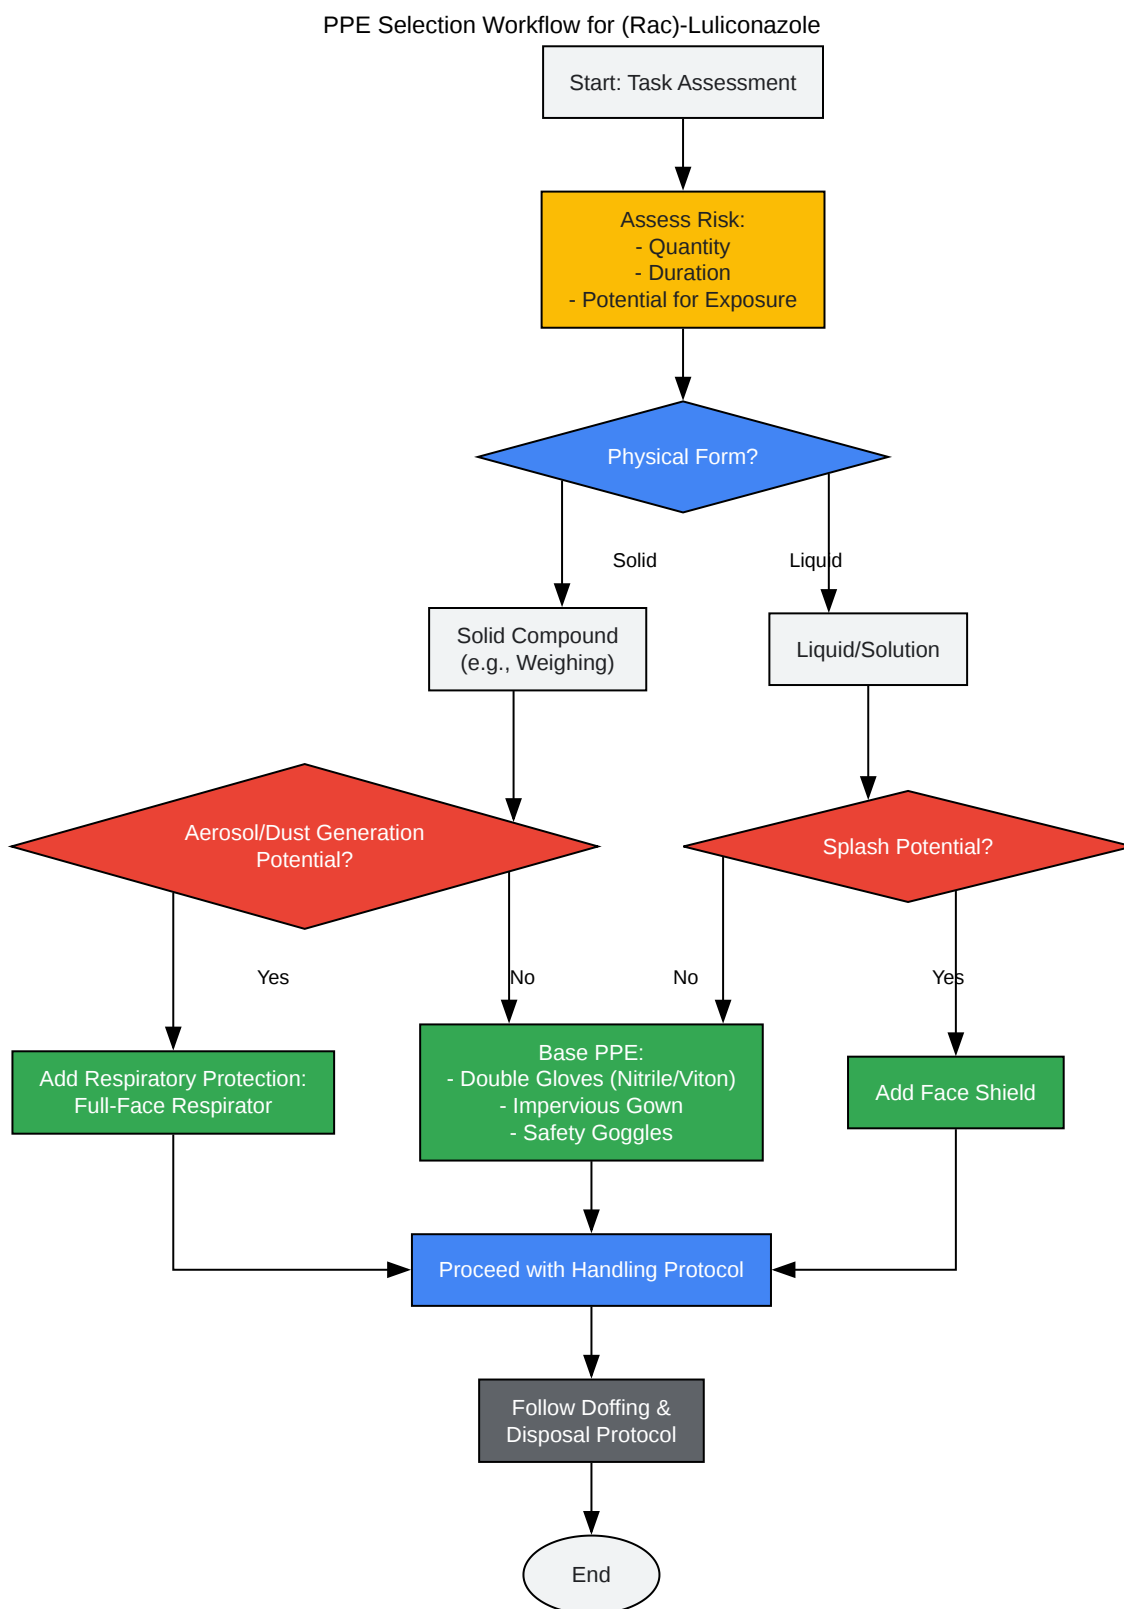 PPE Selection Workflow for (Rac)-Luliconazole
Start: Task Assessment
Assess Risk:
- Quantity
- Duration
- Potential for Exposure
Physical Form?
Solid
Liquid
Solid Compound
(e.g., Weighing)
Liquid/Solution
Aerosol/Dust Generation
Potential?
Splash Potential?
Yes
No
No
Yes
Add Respiratory Protection:
Full-Face Respirator
Base PPE:
- Double Gloves (Nitrile/Viton)
- Impervious Gown
- Safety Goggles
Add Face Shield
Proceed with Handling Protocol
Follow Doffing &
Disposal Protocol
End